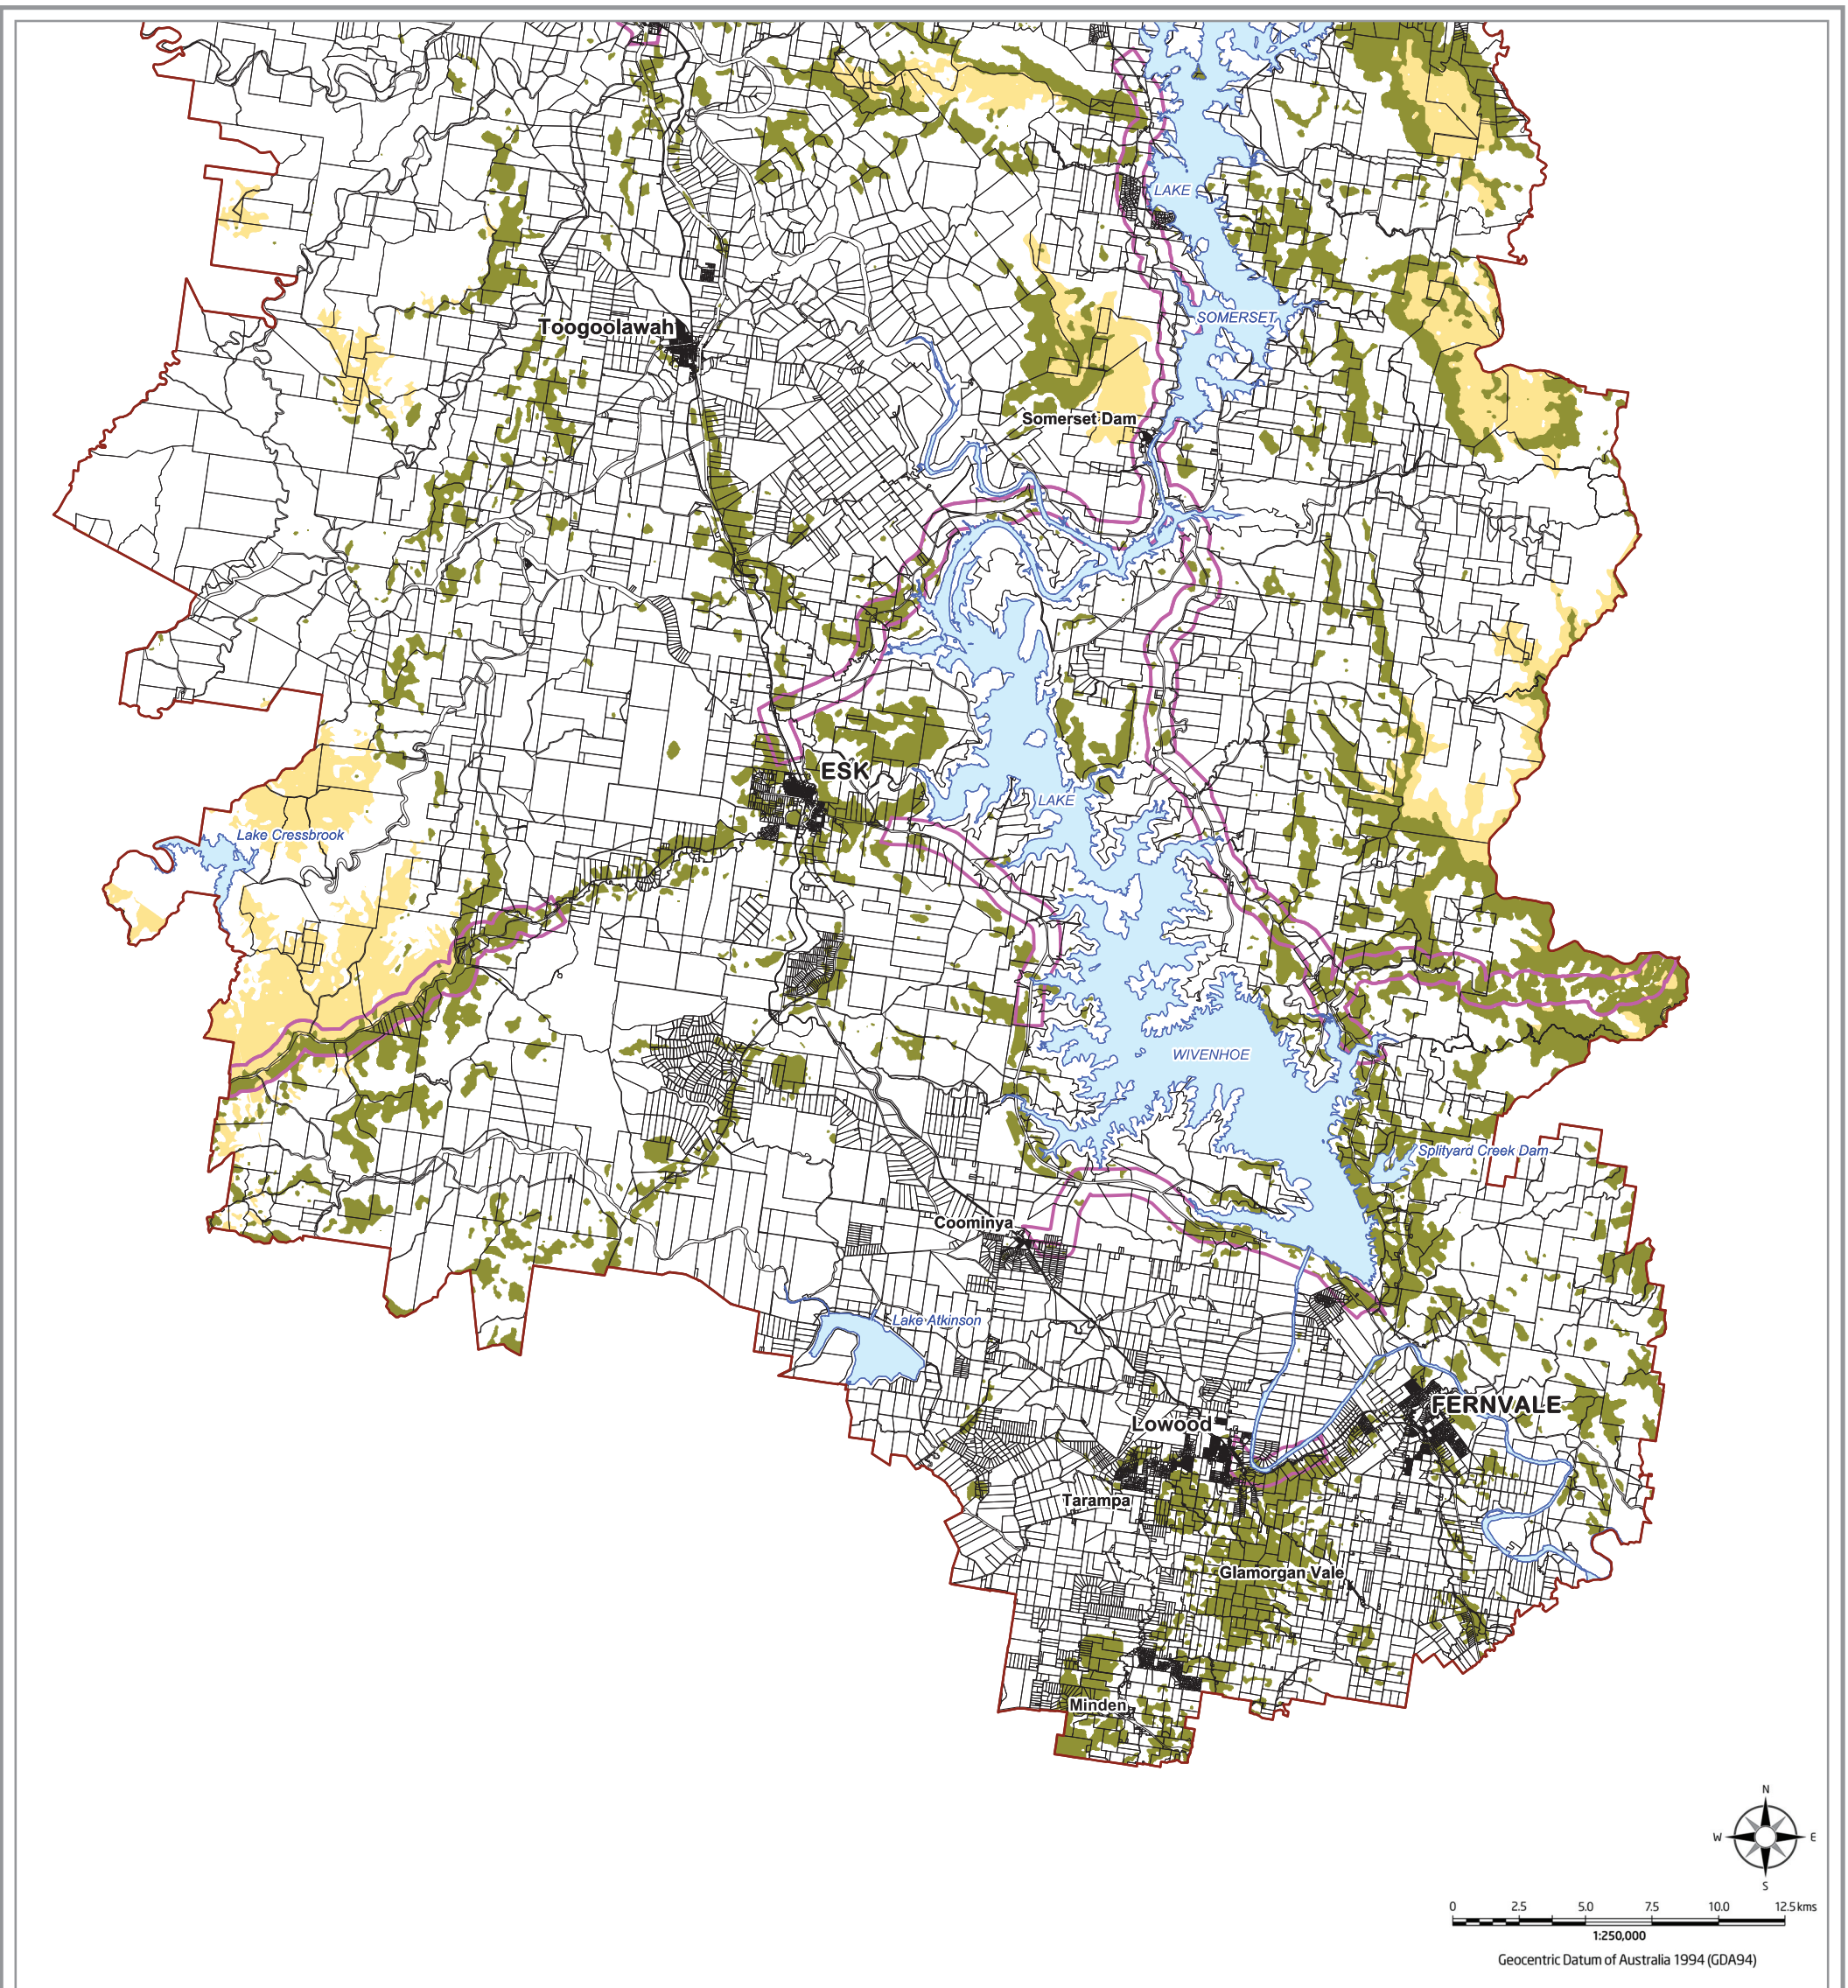 LAKE
SOMERSET
Toogoolawah
Somerset Dam
ESK
LAKE
Lake Cressbrook
WIVENHOE
Splityard Creek Dam
Coominya
Lake Atkinson
FERNVALE
Lowood
Tarampa
Glamorgan Vale
Minden
N
W E
S
0 2.5 5.0 7.5 10.0 12.5 kms
1:250,000
Geocentric Datum of Australia 1994 (GDA94)